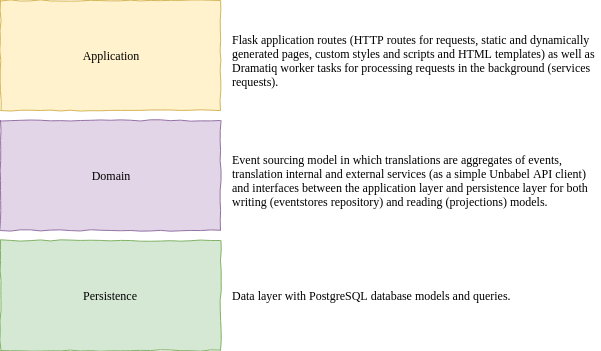 Application
Flask application routes (HTTP routes for requests, static and dynamically
generated pages, custom styles and scripts and HTML templates) as well as
Dramatiq worker tasks for processing requests in the background (services
requests).
Domain
Event sourcing model in which translations are aggregates of events,
translation internal and external services (as a simple Unbabel API client)
and interfaces between the application layer and persistence layer for both
writing (eventstores repository) and reading (projections) models.
Persistence
Data layer with PostgreSQL database models and queries.